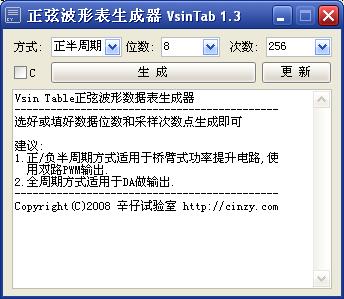 正弦波形表生成器 VsinTab 1.3
方式: 正半周期 位数: 8 次数: 256
C 生 成 更 新
Vsin Table正弦波形数据表生成器
----------------------------------------
选好或填好数据位数和采样次数点生成即可
建议:
1.正/负半周期方式适用于桥臂式功率提升电路,使
用双路PWM输出.
2.全周期方式适用于DA做输出.
----------------------------------------
Copyright(C)2008 辛仔试验室 http://cinzy.com